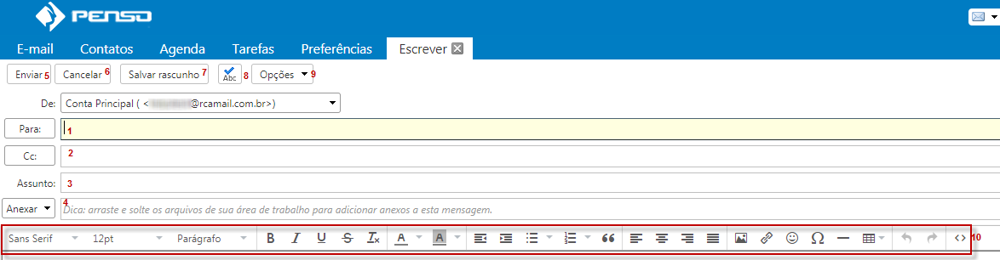 PENSO
E-mail Contatos Agenda Tarefas Preferências Escrever
Enviar 5 Cancelar 6 Salvar rascunho 7 Abc 8 Opções 9
De: Conta Principal ( < @rcamail.com.br>)
Para: 1
Cc: 2
Assunto: 3
Anexar 4 Dica: arraste e solte os arquivos de sua área de trabalho para adicionar anexos a esta mensagem.
Sans Serif 12pt Parágrafo B I U S Tx A A Ω <> 10